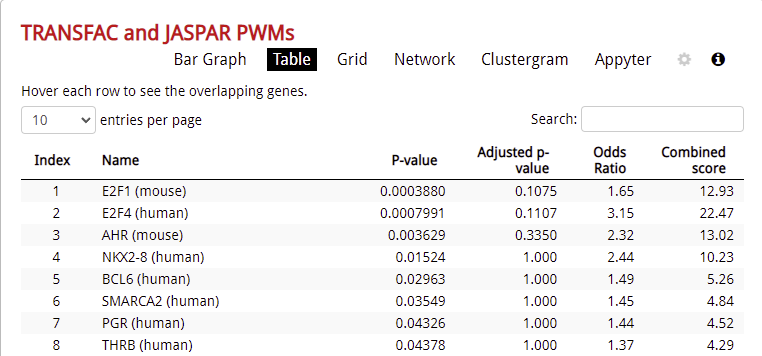 TRANSFAC and JASPAR PWMs
Bar Graph Table Grid Network Clustergram Appyter
Hover each row to see the overlapping genes.
10 entries per page Search:
Index Name P-value Adjusted p-value Odds Ratio Combined score
1 E2F1 (mouse) 0.0003880 0.1075 1.65 12.93
2 E2F4 (human) 0.0007991 0.1107 3.15 22.47
3 AHR (mouse) 0.003629 0.3350 2.32 13.02
4 NKX2-8 (human) 0.01524 1.000 2.44 10.23
5 BCL6 (human) 0.02963 1.000 1.49 5.26
6 SMARCA2 (human) 0.03549 1.000 1.45 4.84
7 PGR (human) 0.04326 1.000 1.44 4.52
8 THRB (human) 0.04378 1.000 1.37 4.29